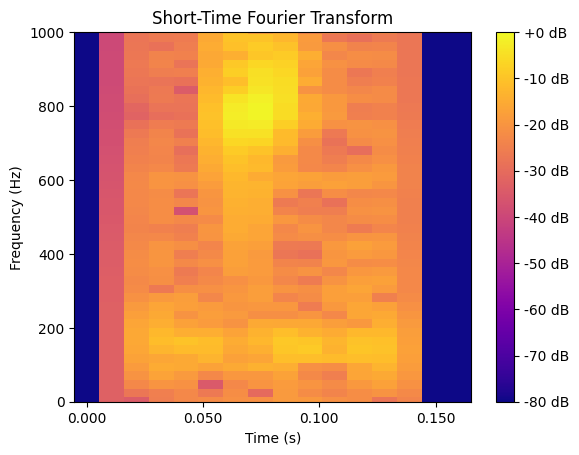 Short-Time Fourier Transform
1000
800
600
400
200
0
Frequency (Hz)
0.000
0.050
0.100
0.150
Time (s)
+0 dB
-10 dB
-20 dB
-30 dB
-40 dB
-50 dB
-60 dB
-70 dB
-80 dB